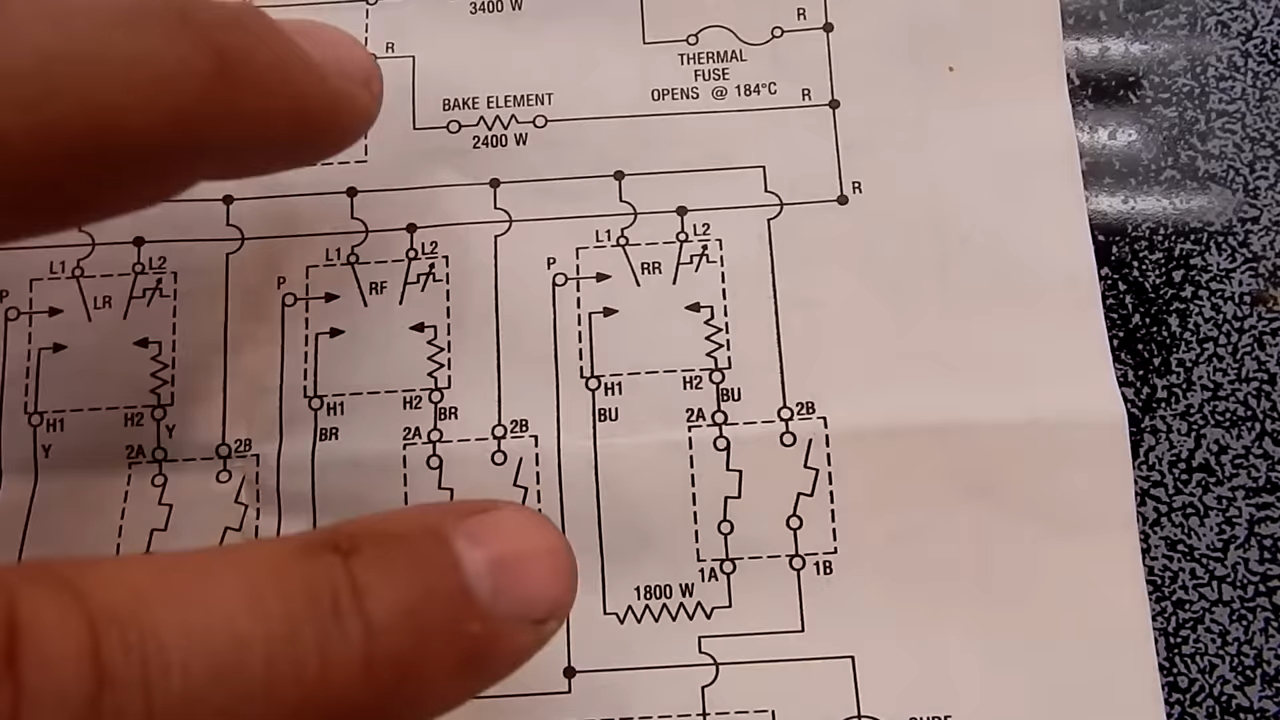 3400 W
R
THERMAL
FUSE
OPENS @ 184°C
R
BAKE ELEMENT
R
2400 W
R
L1
L2
L1
L2
L1
L2
P
LR
P
RF
P
RR
H1
H2
H1
H2
H1
H2
Y
Y
BR
BR
BU
BU
2A
2B
2A
2B
2A
2B
1A
1B
1800 W